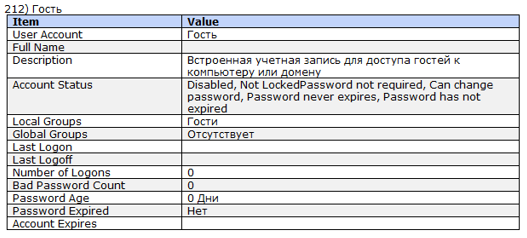 212) Гость
Item Value
User Account Гость
Full Name
Description Встроенная учетная запись для доступа гостей к
компьютеру или домену
Account Status Disabled, Not LockedPassword not required, Can change
password, Password never expires, Password has not
expired
Local Groups Гости
Global Groups Отсутствует
Last Logon
Last Logoff
Number of Logons 0
Bad Password Count 0
Password Age 0 Дни
Password Expired Нет
Account Expires